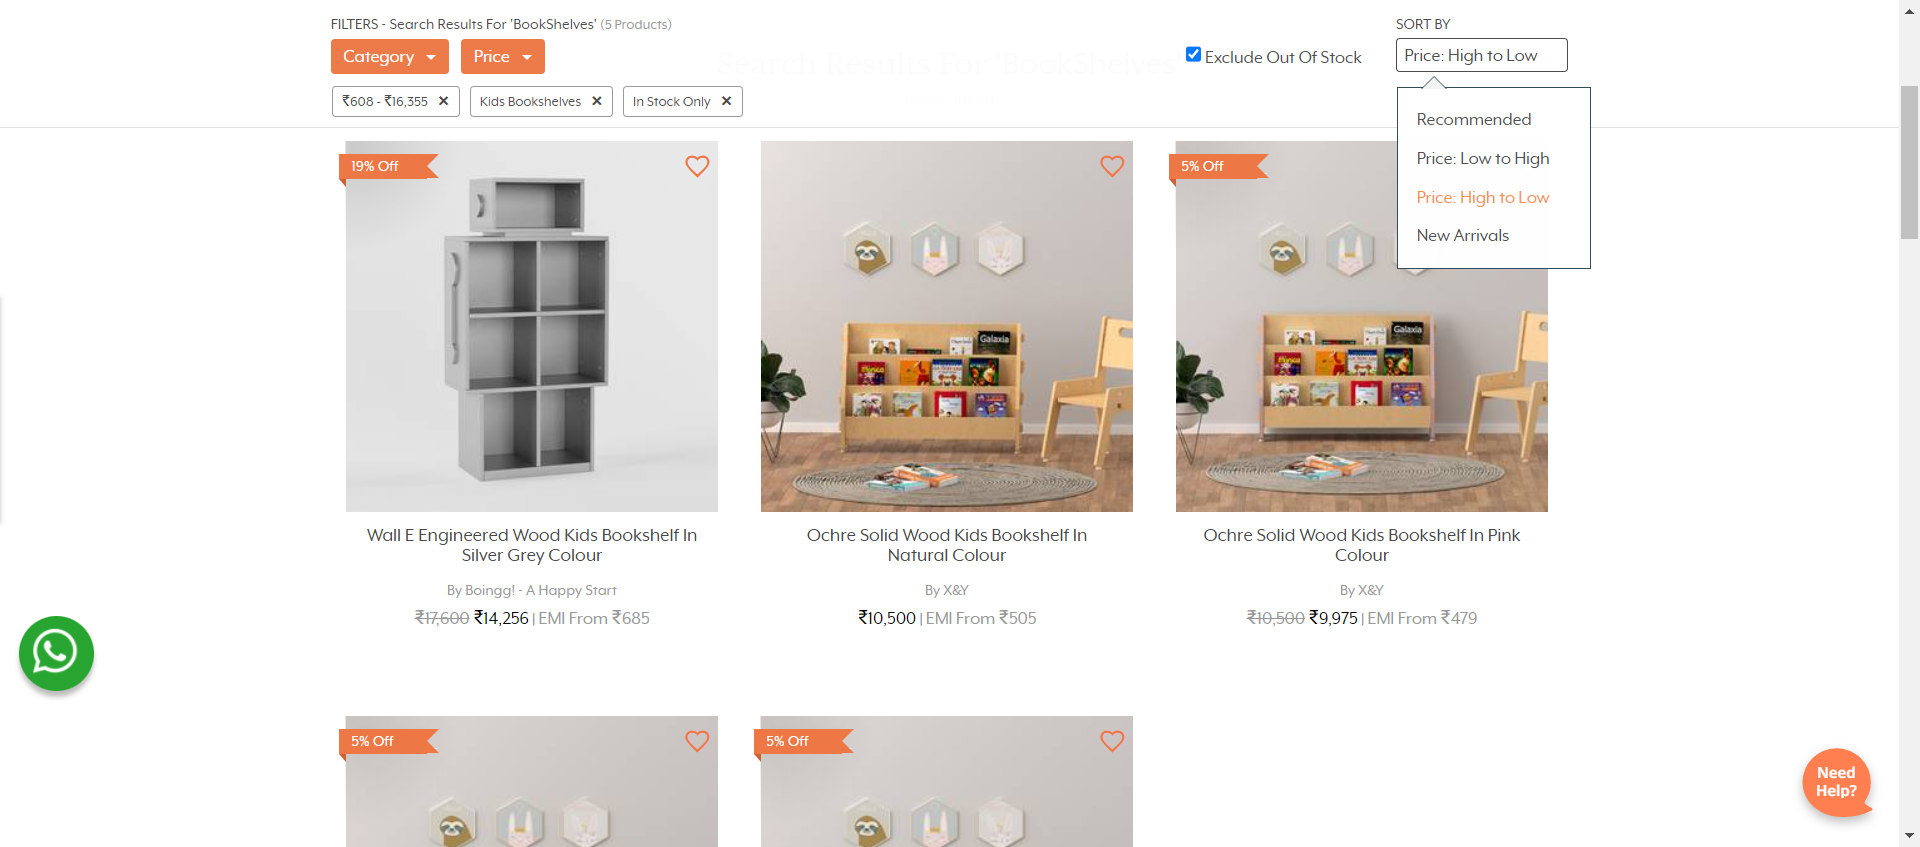 FILTERS - Search Results For 'BookShelves' (5 Products)
SORT BY
Category
Price
Search Results For 'BookShelves
Exclude Out Of Stock
Price: High to Low
₹608 - ₹16,355 ✕
Kids Bookshelves ✕
In Stock Only ✕
Recommended
Price: Low to High
Price: High to Low
New Arrivals
19% Off
5% Off
Galaxia
Galaxia
Wall E Engineered Wood Kids Bookshelf In
Silver Grey Colour
By Boingg! - A Happy Start
₹17,600 ₹14,256 | EMI From ₹685
Ochre Solid Wood Kids Bookshelf In
Natural Colour
By X&Y
₹10,500 | EMI From ₹505
Ochre Solid Wood Kids Bookshelf In Pink
Colour
By X&Y
₹10,500 ₹9,975 | EMI From ₹479
5% Off
5% Off
Need
Help?